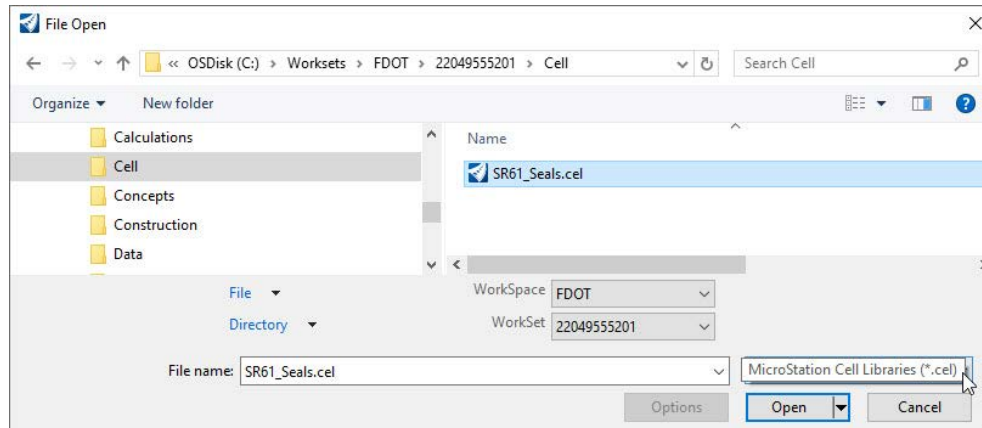 File Open
« OSDisk (C:) › Worksets › FDOT › 22049555201 › Cell
Search Cell
Organize
New folder
Calculations
Cell
Concepts
Construction
Data
Name
SR61_Seals.cel
File
Directory
WorkSpace FDOT
WorkSet 22049555201
File name: SR61_Seals.cel
MicroStation Cell Libraries (*.cel)
Options
Open
Cancel